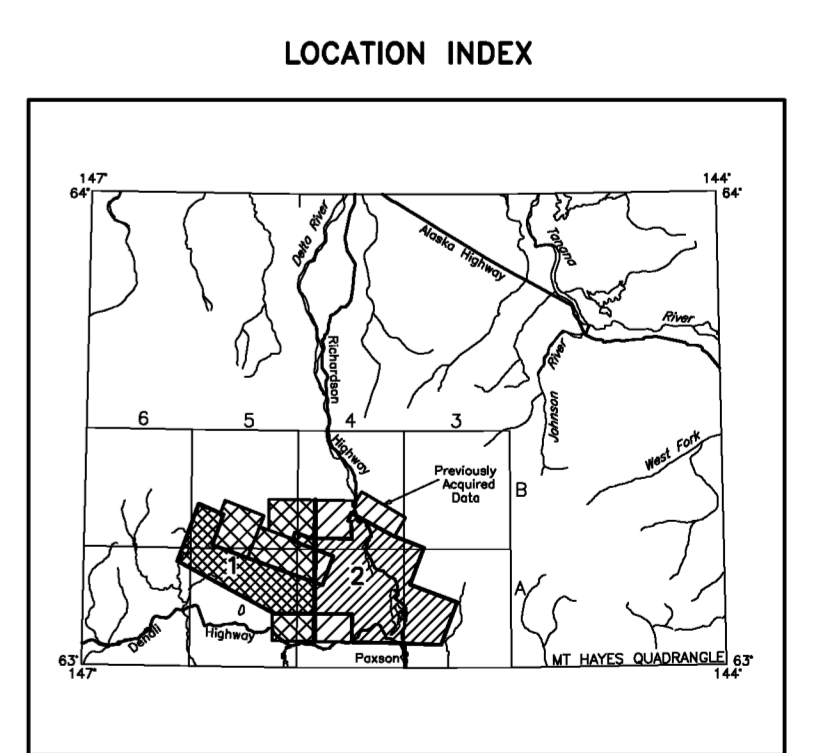 LOCATION INDEX
147°
144°
64°
64°
Delta River
Alaska Highway
Tanana
River
Richardson
River
Johnson
6
5
4
3
Highway
West Fork
Previously
Acquired
Data
B
1
2
A
Denali
Highway
Paxson
MT HAYES QUADRANGLE
63°
63°
147°
144°